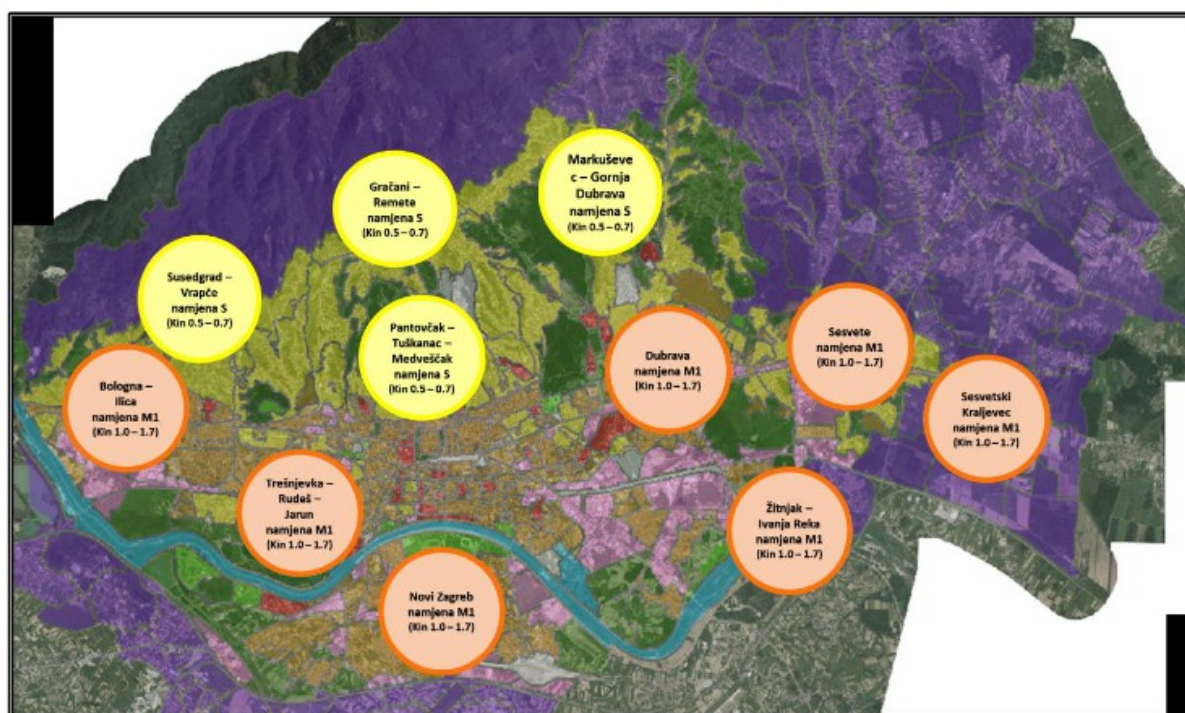 Markuševe
c – Gornja
Dubrava
namjena S
(Kin 0.5 – 0.7)
Gračani –
Remete
namjena S
(Kin 0.5 – 0.7)
Susedgrad –
Vrapče
namjena S
(Kin 0.5 – 0.7)
Pantovčak –
Tuškanac –
Medveščak
namjena S
(Kin 0.5 – 0.7)
Dubrava
namjena M1
(Kin 1.0 – 1.7)
Sesvete
namjena M1
(Kin 1.0 – 1.7)
Bologna –
Ilica
namjena M1
(Kin 1.0 – 1.7)
Sesvetski
Kraljevec
namjena M1
(Kin 1.0 – 1.7)
Trešnjevka –
Rudeš –
Jarun
namjena M1
(Kin 1.0 – 1.7)
Žitnjak –
Ivanja Reka
namjena M1
(Kin 1.0 – 1.7)
Novi Zagreb
namjena M1
(Kin 1.0 – 1.7)